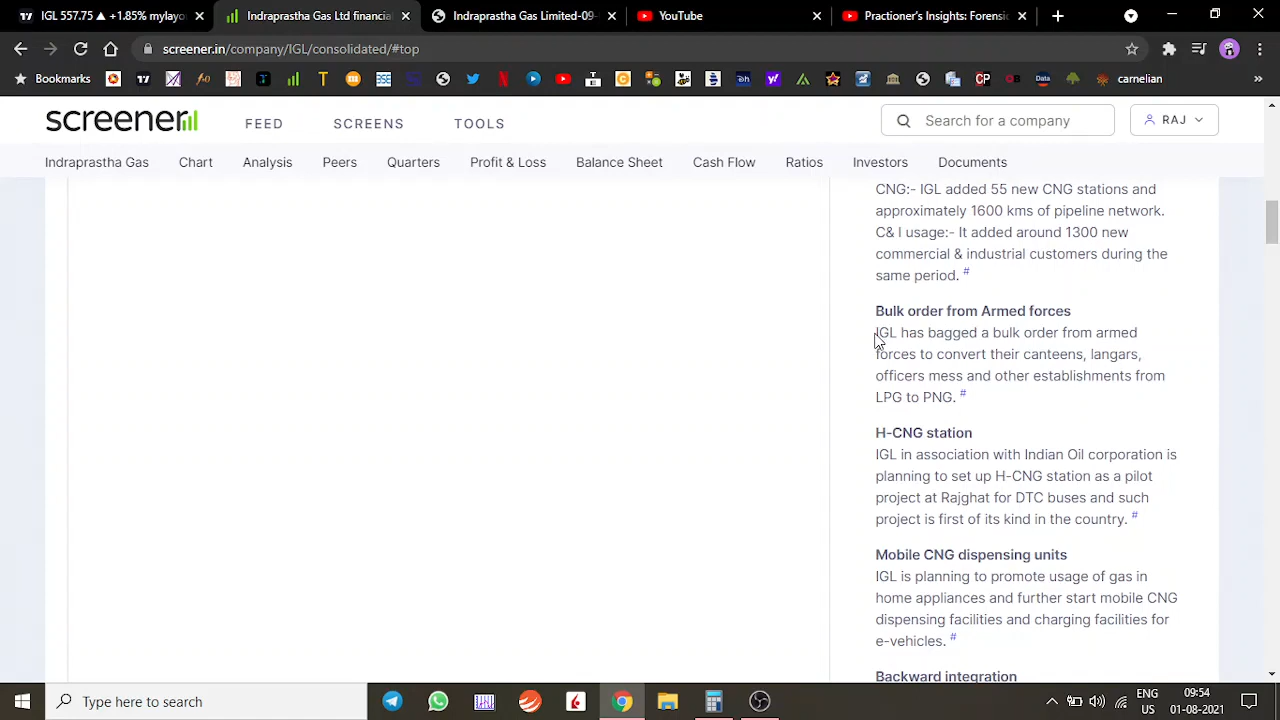 IGL 557.75 ▲ +1.85% mylayo
Indraprastha Gas Ltd financial
Indraprastha Gas Limited-09-
YouTube
Practioner's Insights: Forensi
screener.in/company/IGL/consolidated/#top
Bookmarks
carnelian
screener
FEED
SCREENS
TOOLS
Search for a company
RAJ
Indraprastha Gas
Chart
Analysis
Peers
Quarters
Profit & Loss
Balance Sheet
Cash Flow
Ratios
Investors
Documents
CNG:- IGL added 55 new CNG stations and
approximately 1600 kms of pipeline network.
C& I usage:- It added around 1300 new
commercial & industrial customers during the
same period. #
Bulk order from Armed forces
IGL has bagged a bulk order from armed
forces to convert their canteens, langars,
officers mess and other establishments from
LPG to PNG. #
H-CNG station
IGL in association with Indian Oil corporation is
planning to set up H-CNG station as a pilot
project at Rajghat for DTC buses and such
project is first of its kind in the country. #
Mobile CNG dispensing units
IGL is planning to promote usage of gas in
home appliances and further start mobile CNG
dispensing facilities and charging facilities for
e-vehicles. #
Backward integration
Type here to search
ENG
US
09:54
01-08-2021